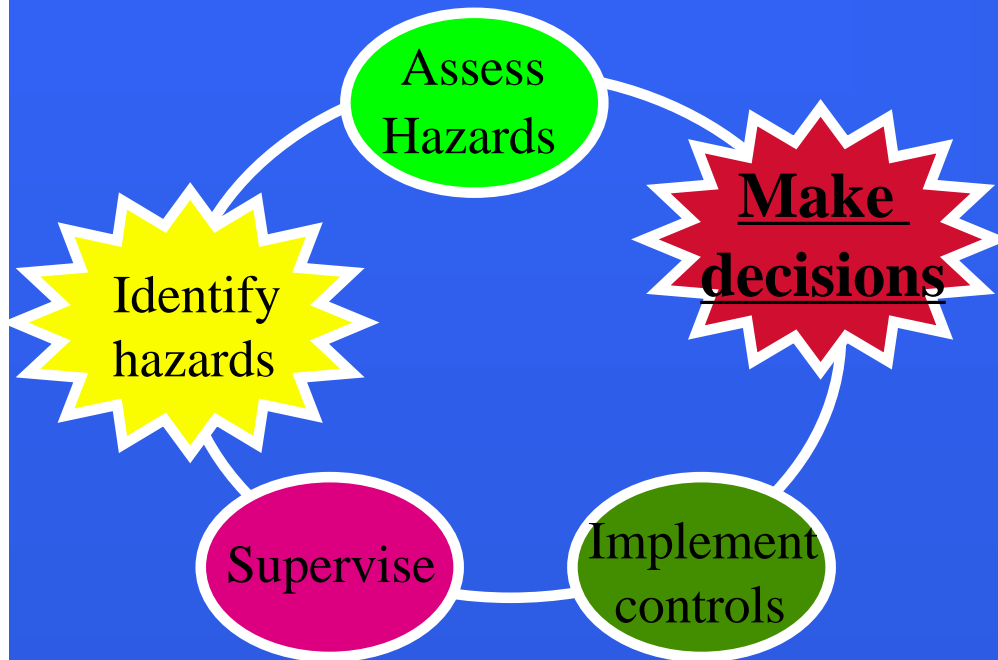 Assess
Hazards
Make
decisions
Identify
hazards
Implement
controls
Supervise